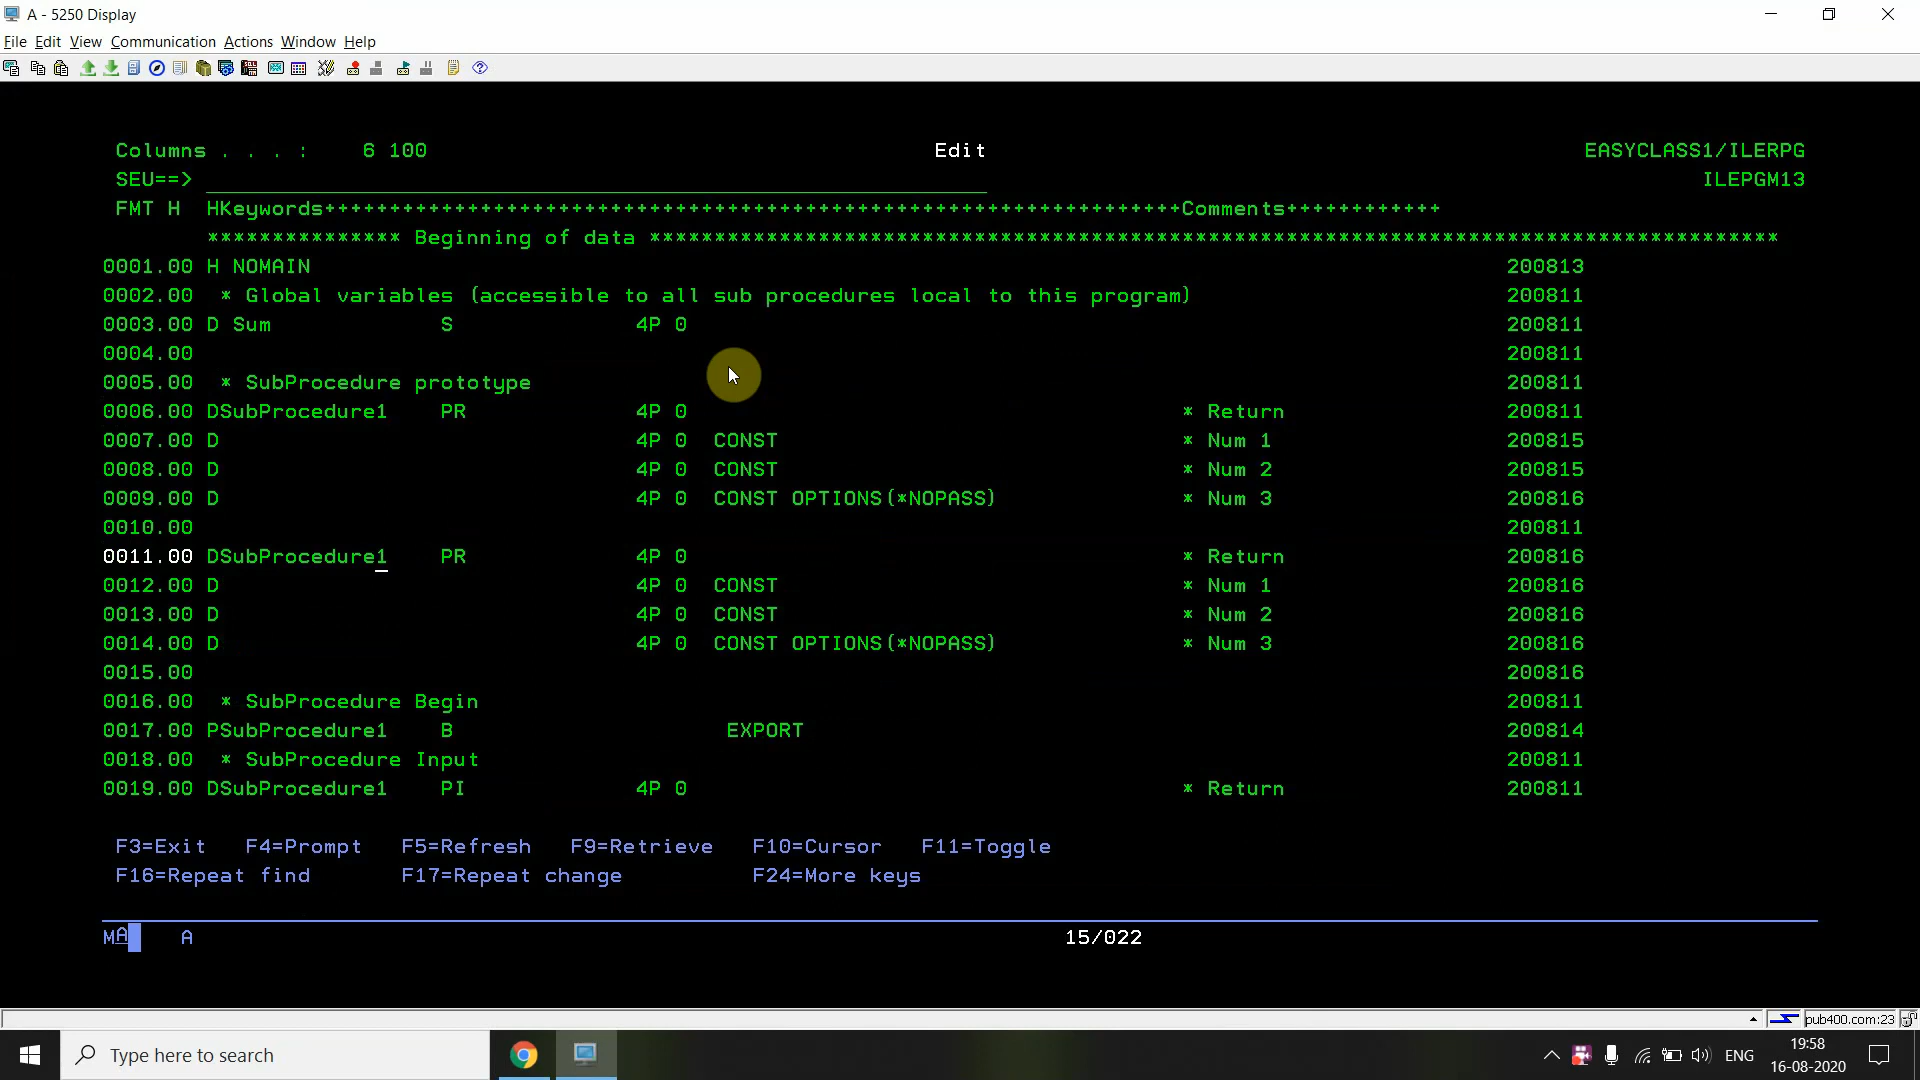 A - 5250 Display
File Edit View Communication Actions Window Help
Columns . . . :    6 100    Edit    EASYCLASS1/ILERPG
SEU==>    ILEPGM13
FMT H  HKeywords+++++++++++++++++++++++++++++++++++++++++++++++++++++++++++++++++++Comments++++++++++++
*************** Beginning of data ***************************************************************************************
0001.00 H NOMAIN    200813
0002.00  * Global variables (accessible to all sub procedures local to this program)    200811
0003.00 D Sum             S              4P 0    200811
0004.00    200811
0005.00  * SubProcedure prototype    200811
0006.00 DSubProcedure1    PR             4P 0    * Return    200811
0007.00 D                                4P 0  CONST    * Num 1    200815
0008.00 D                                4P 0  CONST    * Num 2    200815
0009.00 D                                4P 0  CONST OPTIONS(*NOPASS)    * Num 3    200816
0010.00    200811
0011.00 DSubProcedure1    PR             4P 0    * Return    200816
0012.00 D                                4P 0  CONST    * Num 1    200816
0013.00 D                                4P 0  CONST    * Num 2    200816
0014.00 D                                4P 0  CONST OPTIONS(*NOPASS)    * Num 3    200816
0015.00    200816
0016.00  * SubProcedure Begin    200811
0017.00 PSubProcedure1    B                     EXPORT    200814
0018.00  * SubProcedure Input    200811
0019.00 DSubProcedure1    PI             4P 0    * Return    200811
F3=Exit   F4=Prompt   F5=Refresh   F9=Retrieve   F10=Cursor   F11=Toggle
F16=Repeat find       F17=Repeat change          F24=More keys
MA    A    15/022
pub400.com:23
Type here to search
ENG
19:58
16-08-2020